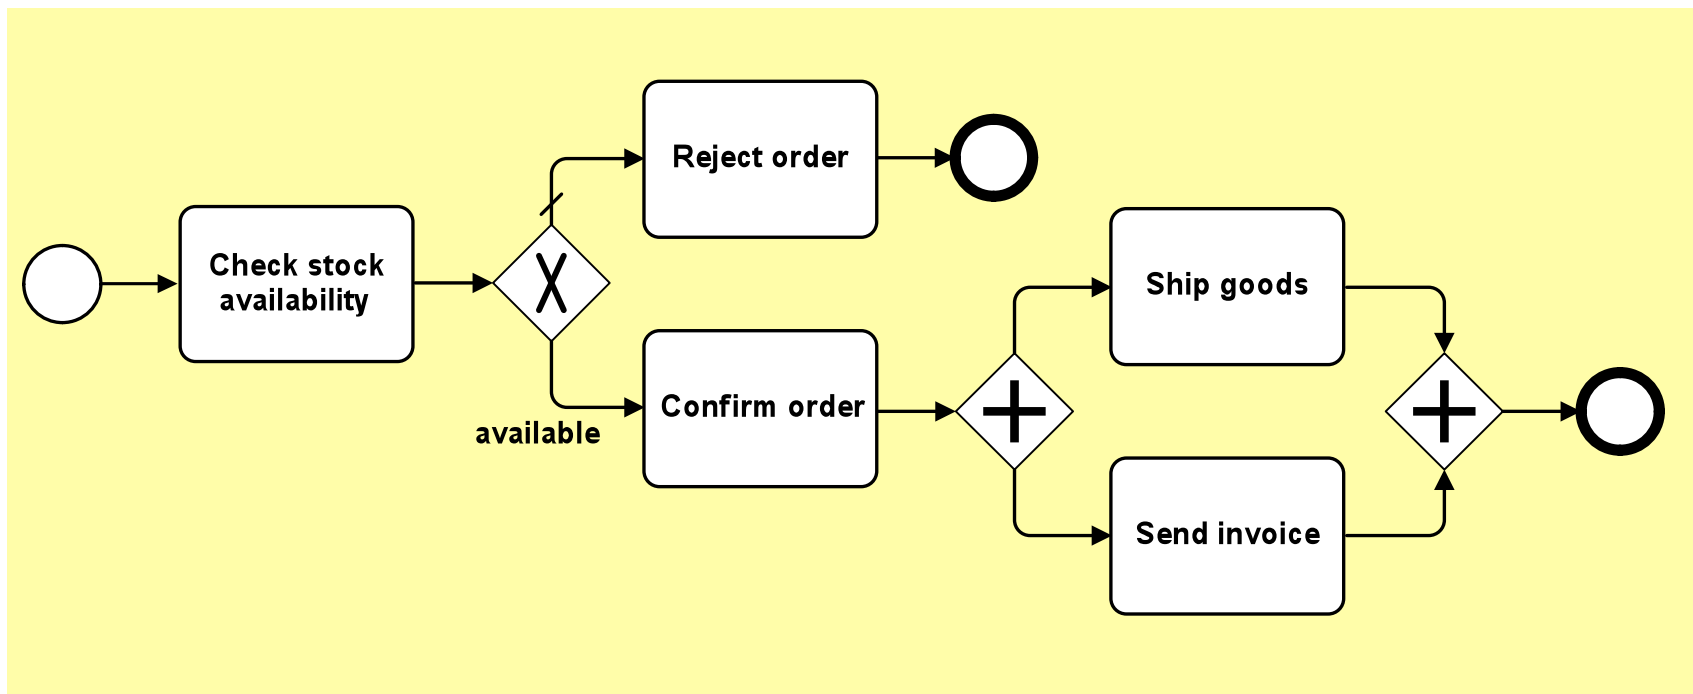 Reject order
Check stock
availability
Ship goods
Confirm order
available
Send invoice